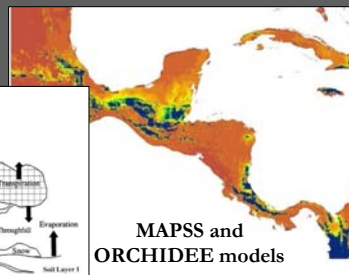 Transpiration
Throughfall
Evaporation
Snow
Soil Layer 1
MAPSS and
ORCHIDEE models